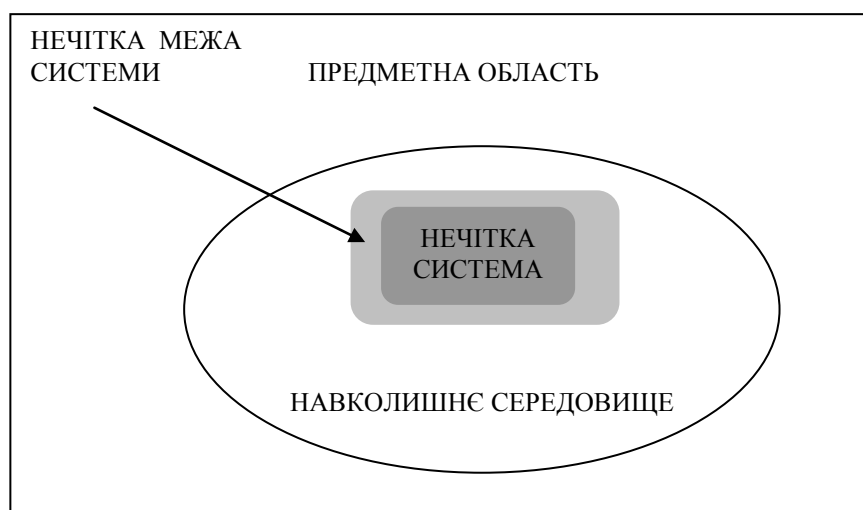 НЕЧІТКА МЕЖА
СИСТЕМИ
ПРЕДМЕТНА ОБЛАСТЬ
НЕЧІТКА
СИСТЕМА
НАВКОЛИШНЄ СЕРЕДОВИЩЕ